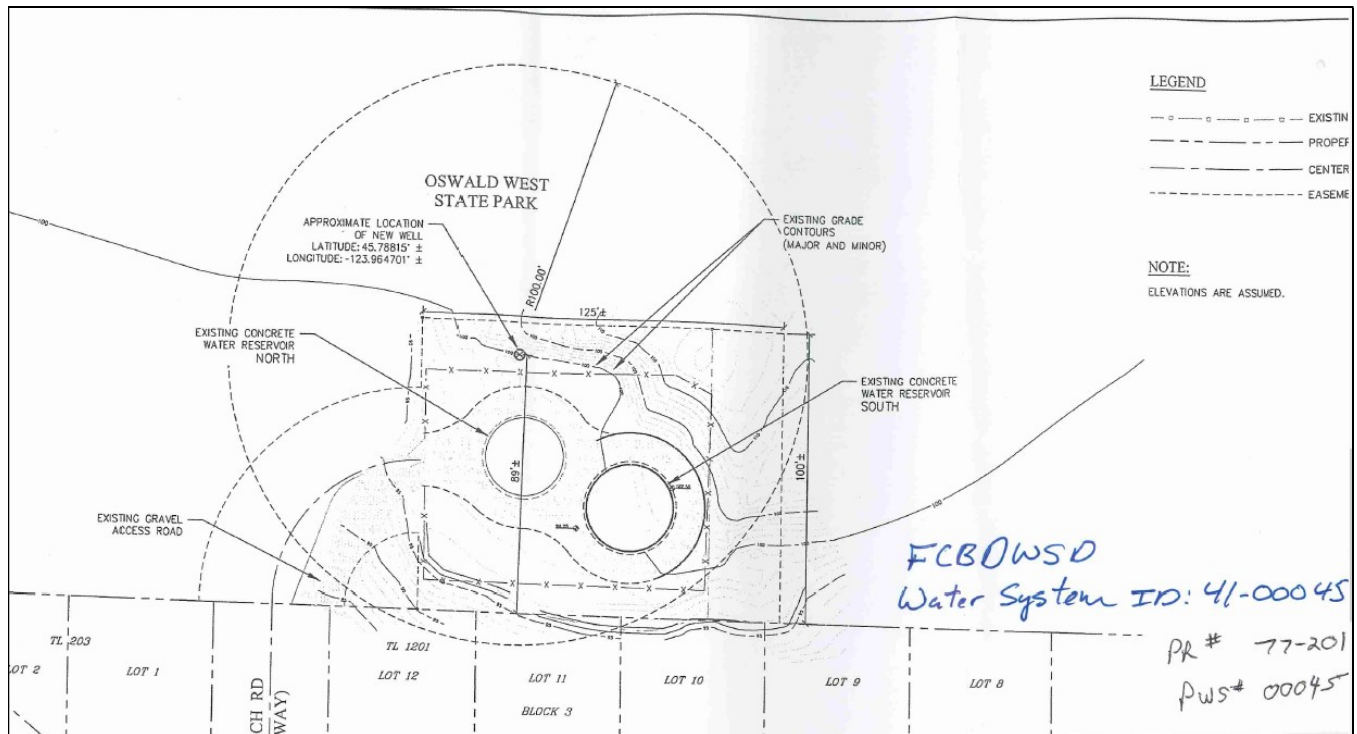 LEGEND
EXISTIN
PROPER
CENTER
EASEME
NOTE:
ELEVATIONS ARE ASSUMED.
OSWALD WEST
STATE PARK
APPROXIMATE LOCATION
OF NEW WELL
LATITUDE: 45.78815° ±
LONGITUDE: -123.964701° ±
EXISTING GRADE
CONTOURS
(MAJOR AND MINOR)
R100.00'
125'±
EXISTING CONCRETE
WATER RESERVOIR
NORTH
EXISTING CONCRETE
WATER RESERVOIR
SOUTH
89'±
100'±
100
100
EXISTING GRAVEL
ACCESS ROAD
FCBDWSD
Water System ID: 41-00045
PR# 77-201
PWS# 00045
TL 203
LOT 2
LOT 1
CH RD
WAY)
TL 1201
LOT 12
LOT 11
BLOCK 3
LOT 10
LOT 9
LOT 8